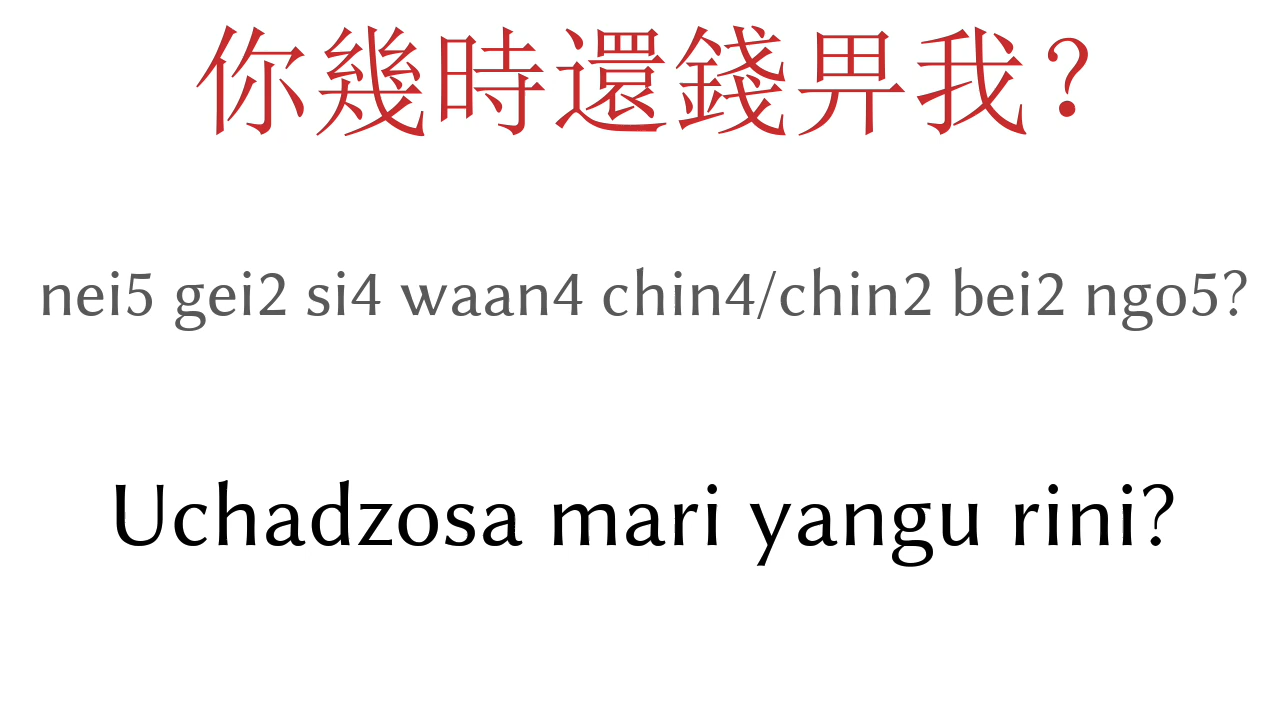 你幾時還錢畀我？
nei5 gei2 si4 waan4 chin4/chin2 bei2 ngo5?
Uchadzosa mari yangu rini?